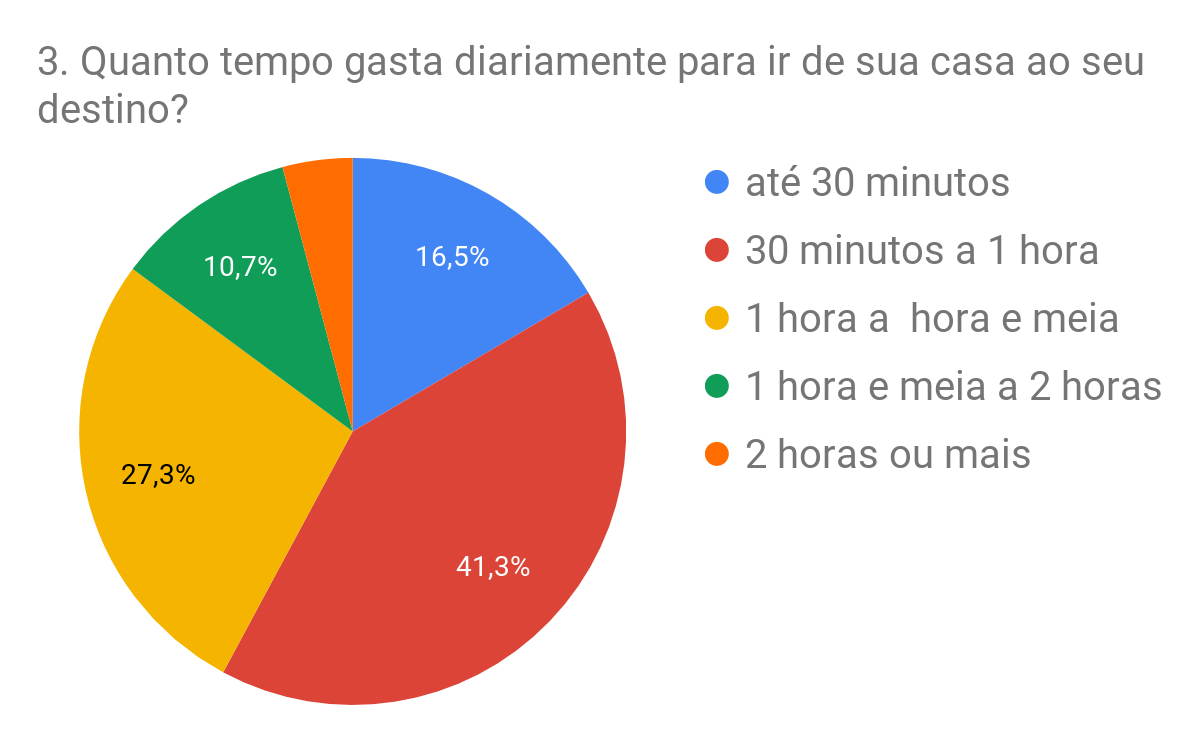 3. Quanto tempo gasta diariamente para ir de sua casa ao seu
destino?
até 30 minutos
30 minutos a 1 hora
1 hora a  hora e meia
1 hora e meia a 2 horas
2 horas ou mais
16,5%
10,7%
27,3%
41,3%